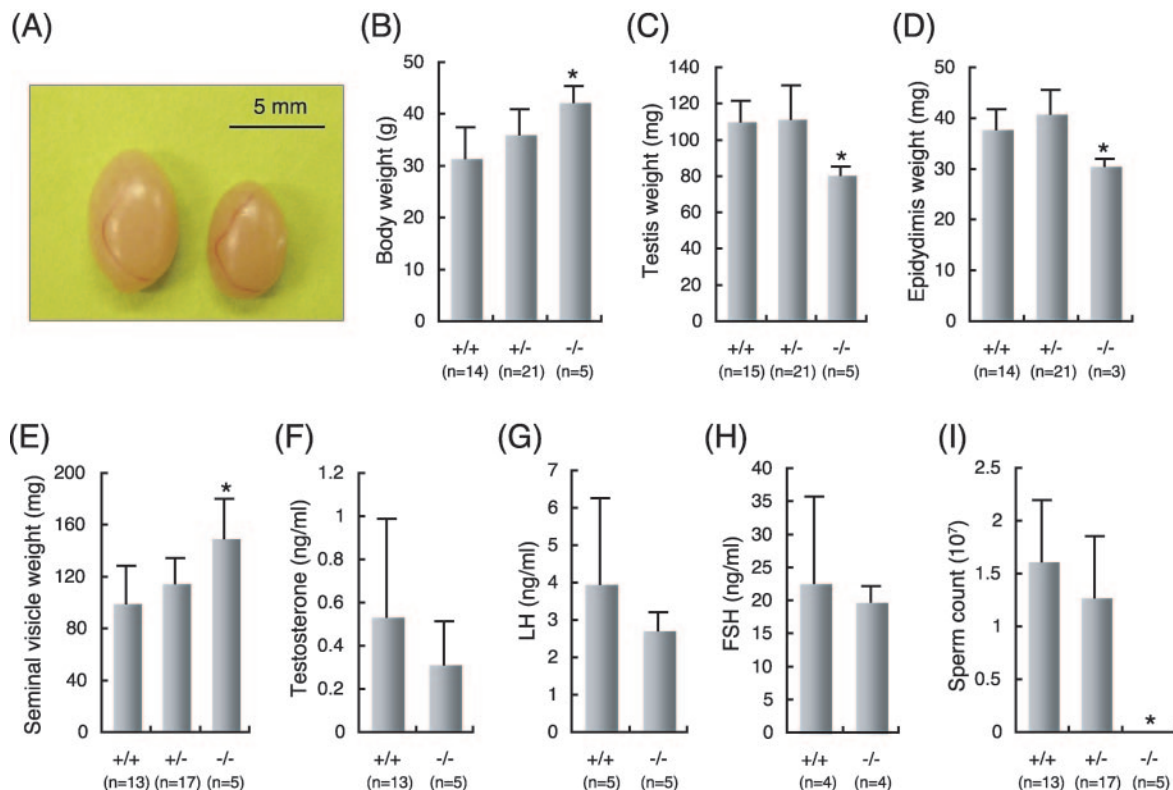 (A)
5 mm
(B)
Body weight (g)
50
40
30
20
10
0
*
+/+ +/- -/-
(n=14) (n=21) (n=5)
(C)
Testis weight (mg)
140
120
100
80
60
40
20
0
*
+/+ +/- -/-
(n=15) (n=21) (n=5)
(D)
Epidydimis weight (mg)
50
40
30
20
10
0
*
+/+ +/- -/-
(n=14) (n=21) (n=3)
(E)
Seminal visicle weight (mg)
200
160
120
80
40
0
*
+/+ +/- -/-
(n=13) (n=17) (n=5)
(F)
Testosterone (ng/ml)
1.2
1
0.8
0.6
0.4
0.2
0
+/+ -/-
(n=13) (n=5)
(G)
LH (ng/ml)
7
6
5
4
3
2
1
0
+/+ -/-
(n=5) (n=5)
(H)
FSH (ng/ml)
40
35
30
25
20
15
10
5
0
+/+ -/-
(n=4) (n=4)
(I)
Sperm count (10⁷)
2.5
2
1.5
1
0.5
0
*
+/+ +/- -/-
(n=13) (n=17) (n=5)